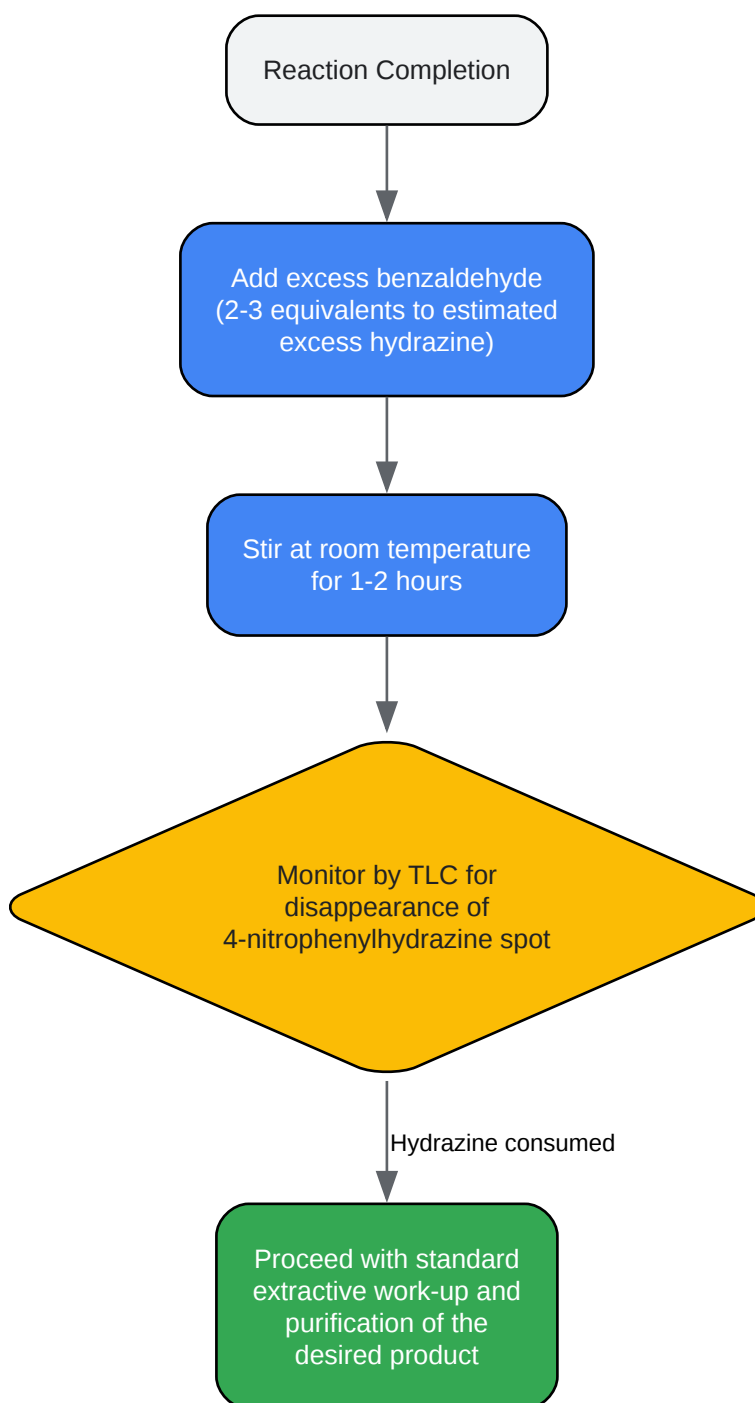 Reaction Completion
Add excess benzaldehyde
(2-3 equivalents to estimated
excess hydrazine)
Stir at room temperature
for 1-2 hours
Monitor by TLC for
disappearance of
4-nitrophenylhydrazine spot
Hydrazine consumed
Proceed with standard
extractive work-up and
purification of the
desired product